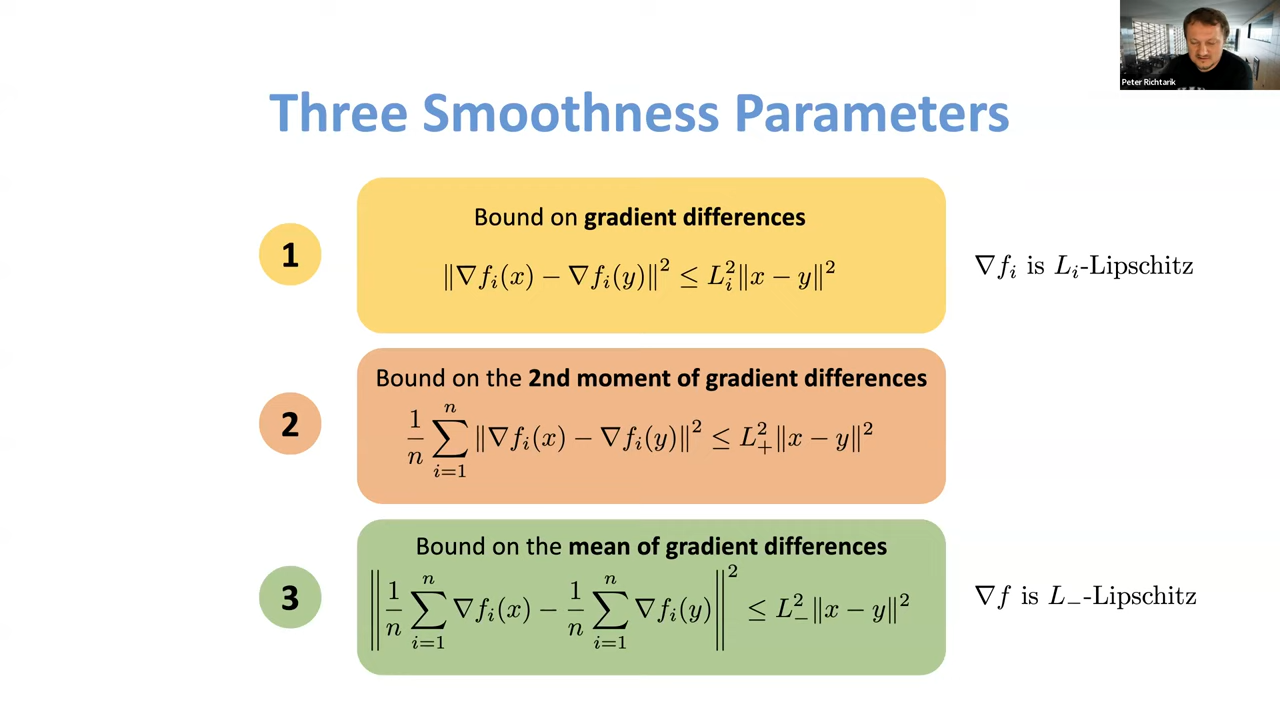 Peter Richtarik
Three Smoothness Parameters
1
Bound on gradient differences
‖∇f_i(x) − ∇f_i(y)‖² ≤ L_i²‖x − y‖²
∇f_i is L_i-Lipschitz
2
Bound on the 2nd moment of gradient differences
1/n ∑_{i=1}^{n} ‖∇f_i(x) − ∇f_i(y)‖² ≤ L_+²‖x − y‖²
3
Bound on the mean of gradient differences
‖1/n ∑_{i=1}^{n} ∇f_i(x) − 1/n ∑_{i=1}^{n} ∇f_i(y)‖² ≤ L_−²‖x − y‖²
∇f is L_−-Lipschitz